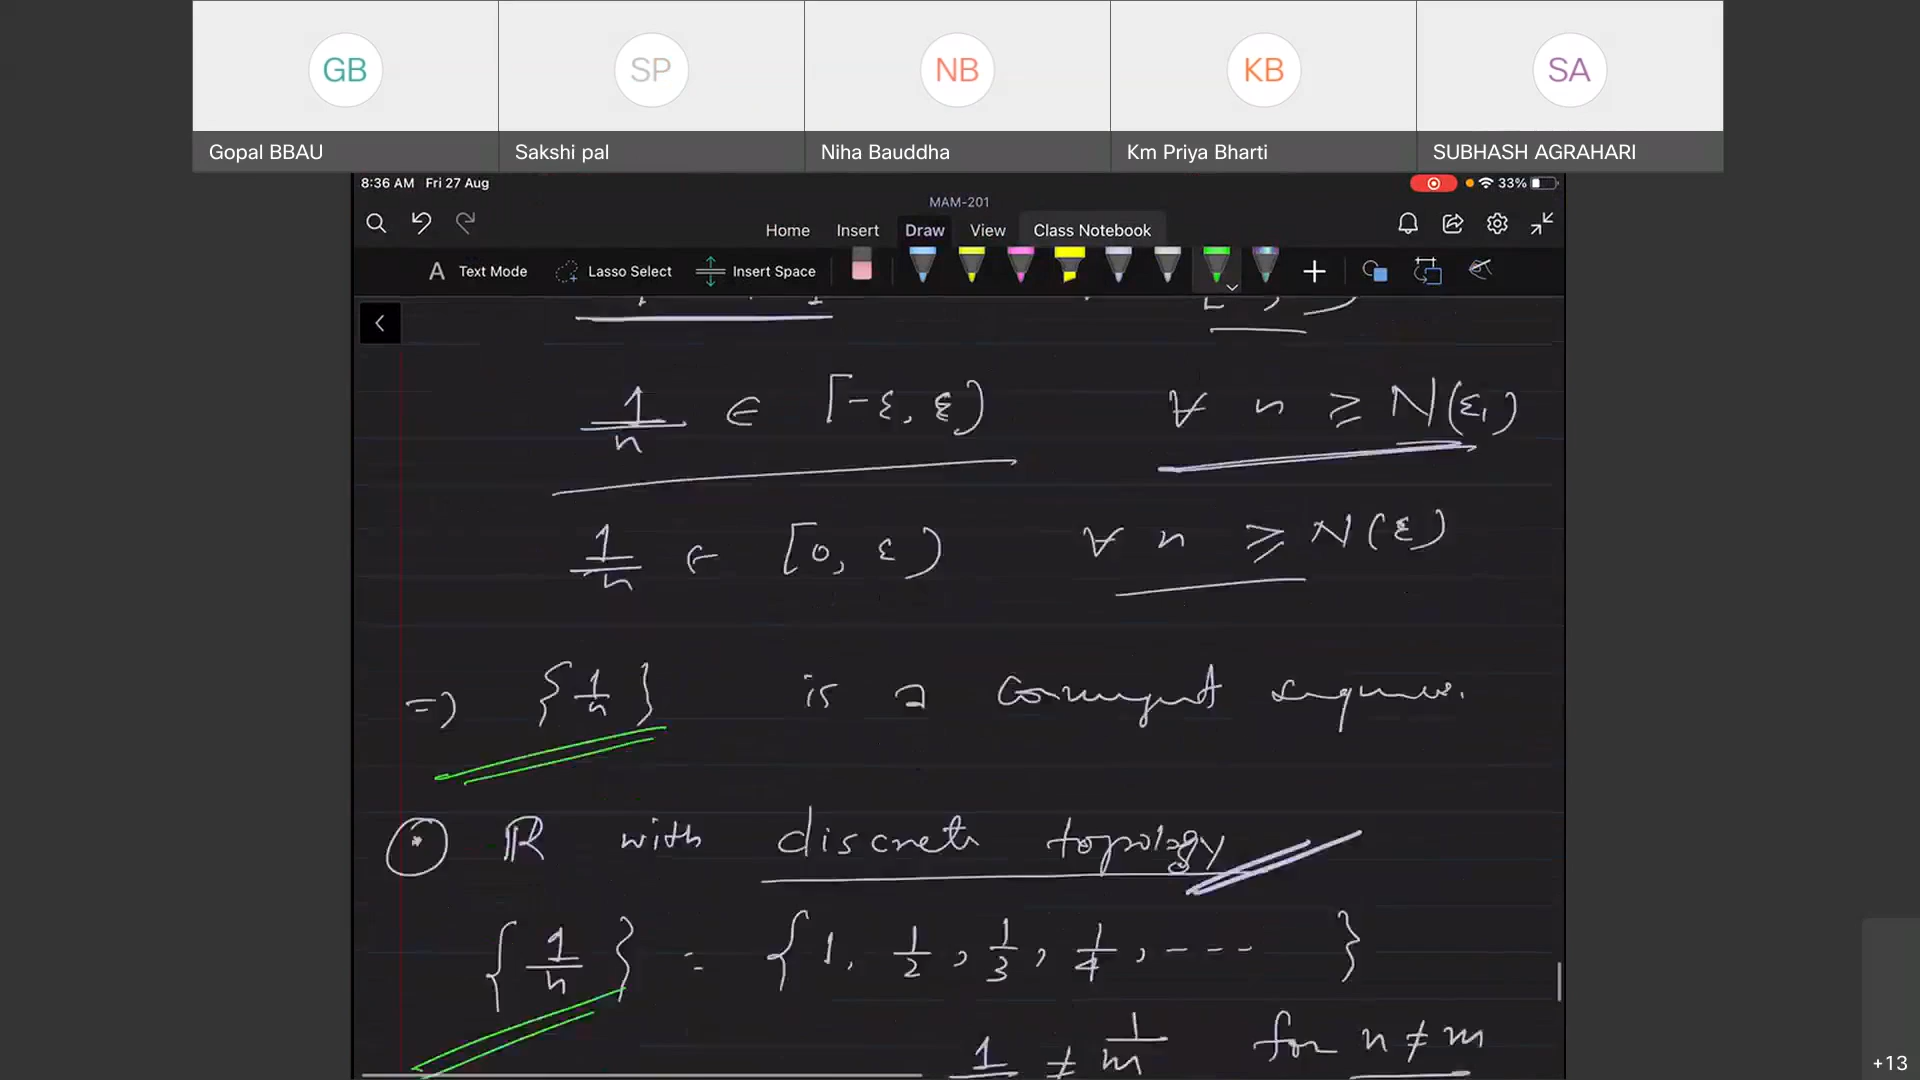 GB SP NB KB SA
Gopal BBAU Sakshi pal Niha Bauddha Km Priya Bharti SUBHASH AGRAHARI
8:36 AM Fri 27 Aug 33%
MAM-201
Home Insert Draw View Class Notebook
A Text Mode Lasso Select Insert Space
1/n ∈ [-ε, ε) ∀ n ≥ N(ε,)
1/n ∈ [0, ε) ∀ n ≥ N(ε)
=> {1/n} is a convergent sequence.
* ℝ with discrete topology
{1/n} = {1, 1/2, 1/3, 1/4, ---- }
1 ≠ 1/m for n ≠ m
+13